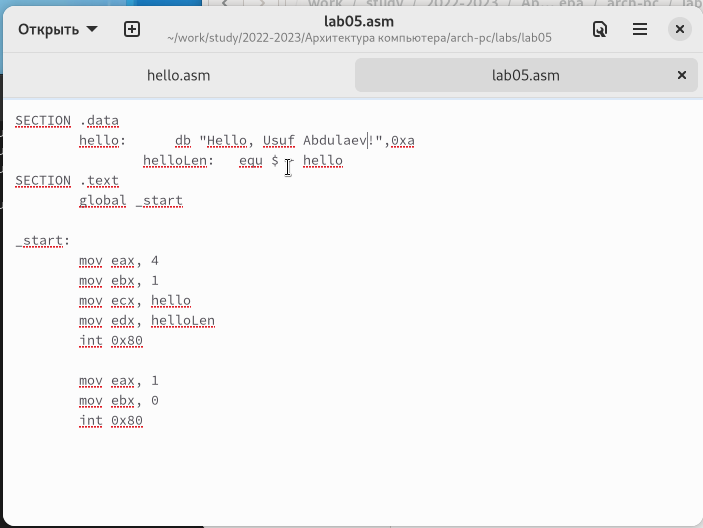 Открыть
lab05.asm
~/work/study/2022-2023/Архитектура компьютера/arch-pc/labs/lab05
hello.asm
lab05.asm
SECTION .data
hello: db "Hello, Usuf Abdulaev!",0xa
helloLen: equ $ - hello
SECTION .text
global _start
_start:
mov eax, 4
mov ebx, 1
mov ecx, hello
mov edx, helloLen
int 0x80
mov eax, 1
mov ebx, 0
int 0x80